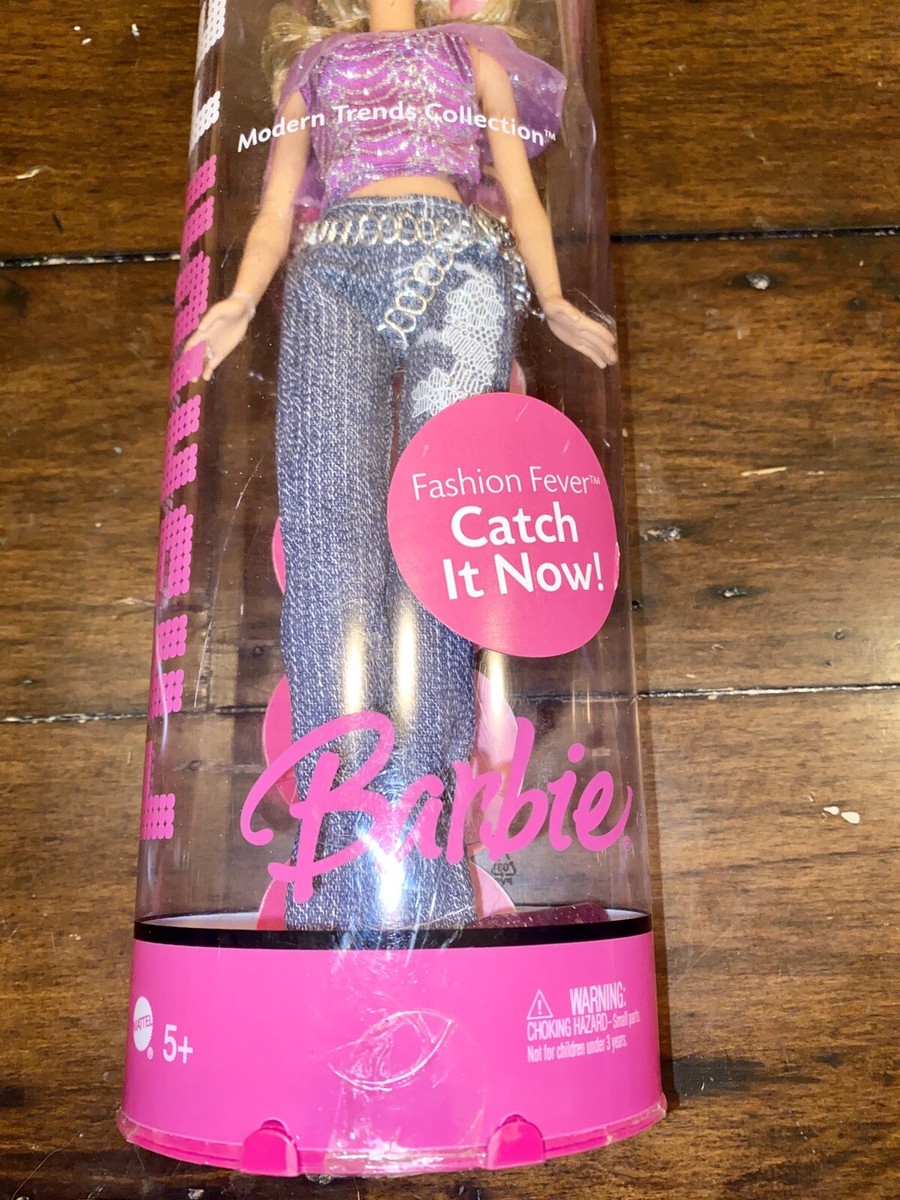 Modern Trends Collection™
Fashion Fever™
Catch
It Now!
Barbie®
MATTEL®
5+
WARNING:
CHOKING HAZARD - Small parts
Not for children under 3 years.